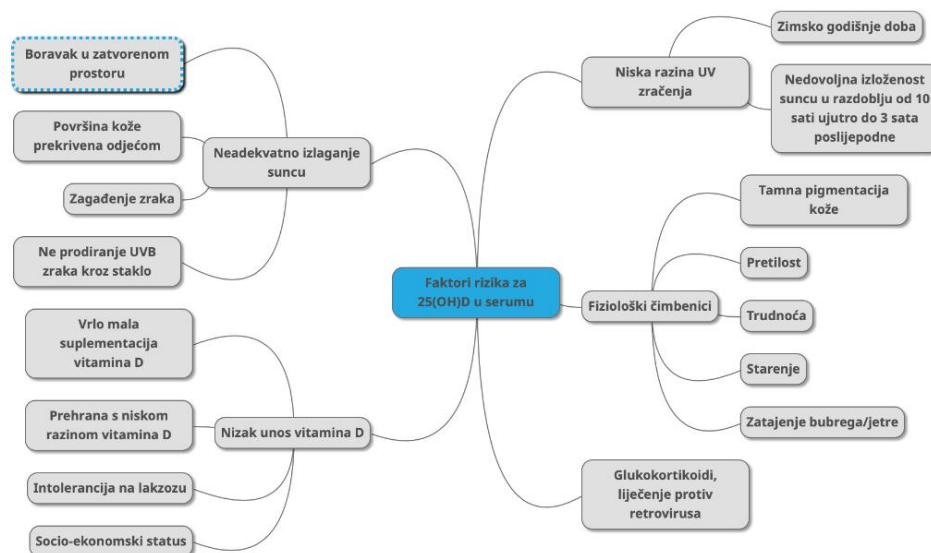 Faktori rizika za
25(OH)D u serumu
Neadekvatno izlaganje
suncu
Boravak u zatvorenom
prostoru
Površina kože
prekrivena odjećom
Zagađenje zraka
Ne prodiranje UVB
zraka kroz staklo
Nizak unos vitamina D
Vrlo mala
suplementacija
vitamina D
Prehrana s niskom
razinom vitamina D
Intolerancija na lakzozu
Socio-ekonomski status
Niska razina UV
zračenja
Zimsko godišnje doba
Nedovoljna izloženost
suncu u razdoblju od 10
sati ujutro do 3 sata
poslijepodne
Fiziološki čimbenici
Tamna pigmentacija
kože
Pretilost
Trudnoća
Starenje
Zatajenje bubrega/jetre
Glukokortikoidi,
liječenje protiv
retrovirusa